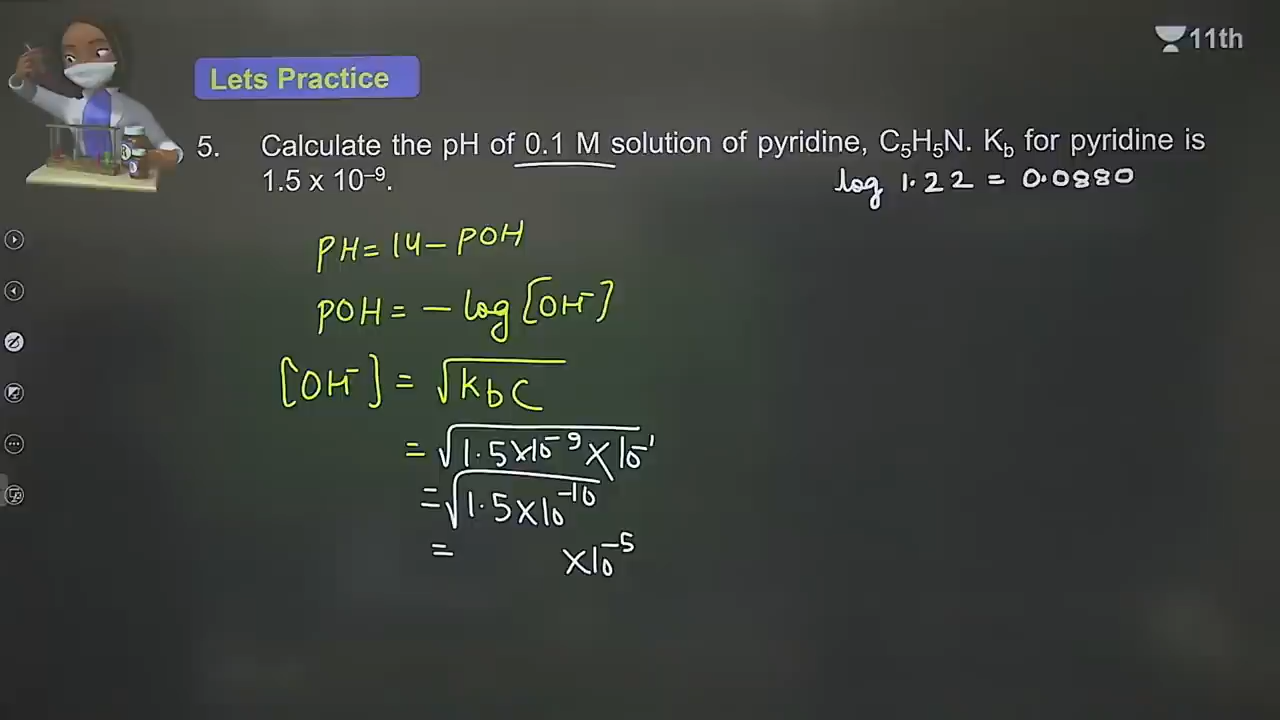 11th
Lets Practice
5. Calculate the pH of 0.1 M solution of pyridine, C₅H₅N. K_b for pyridine is
1.5 x 10⁻⁹.
log 1.22 = 0.0880
PH = 14 - POH
POH = - log [OH⁻]
[OH⁻] = √KbC
= √1.5×10⁻⁹ × 10⁻¹
= √1.5×10⁻¹⁰
= ×10⁻⁵